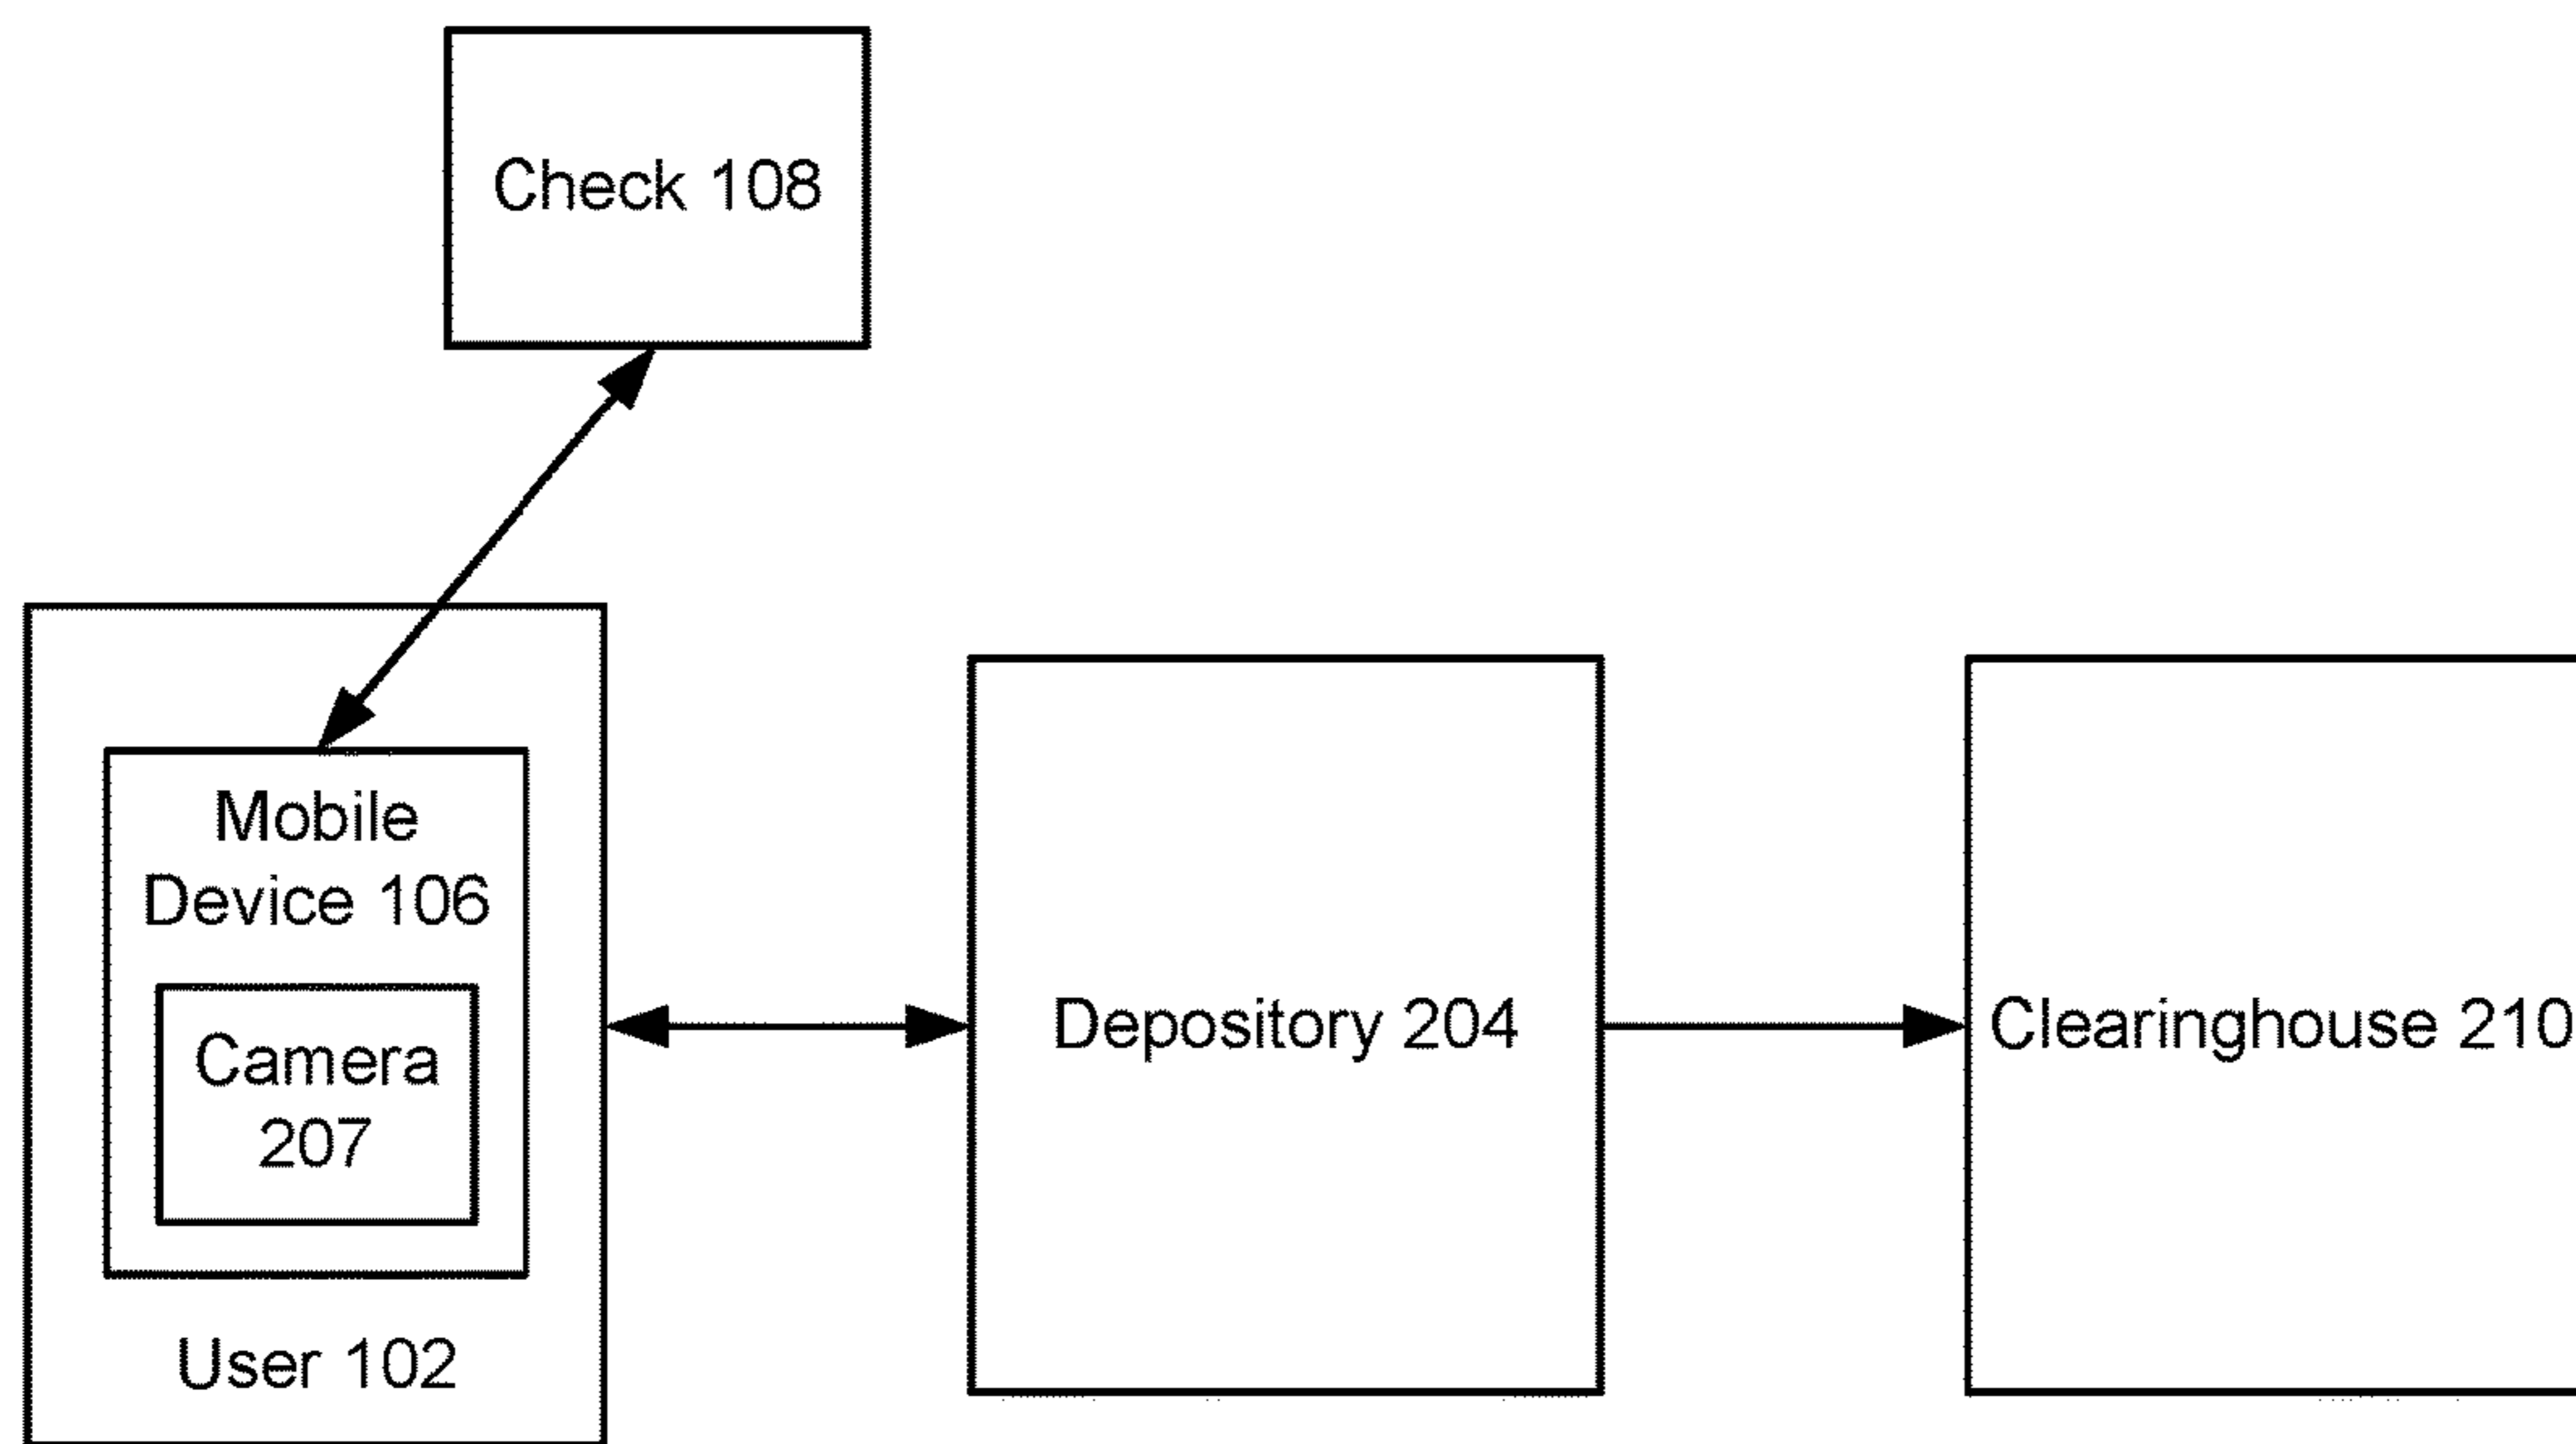 Check 108
Mobile
Device 106
Camera
207
User 102
Depository 204
Clearinghouse 210